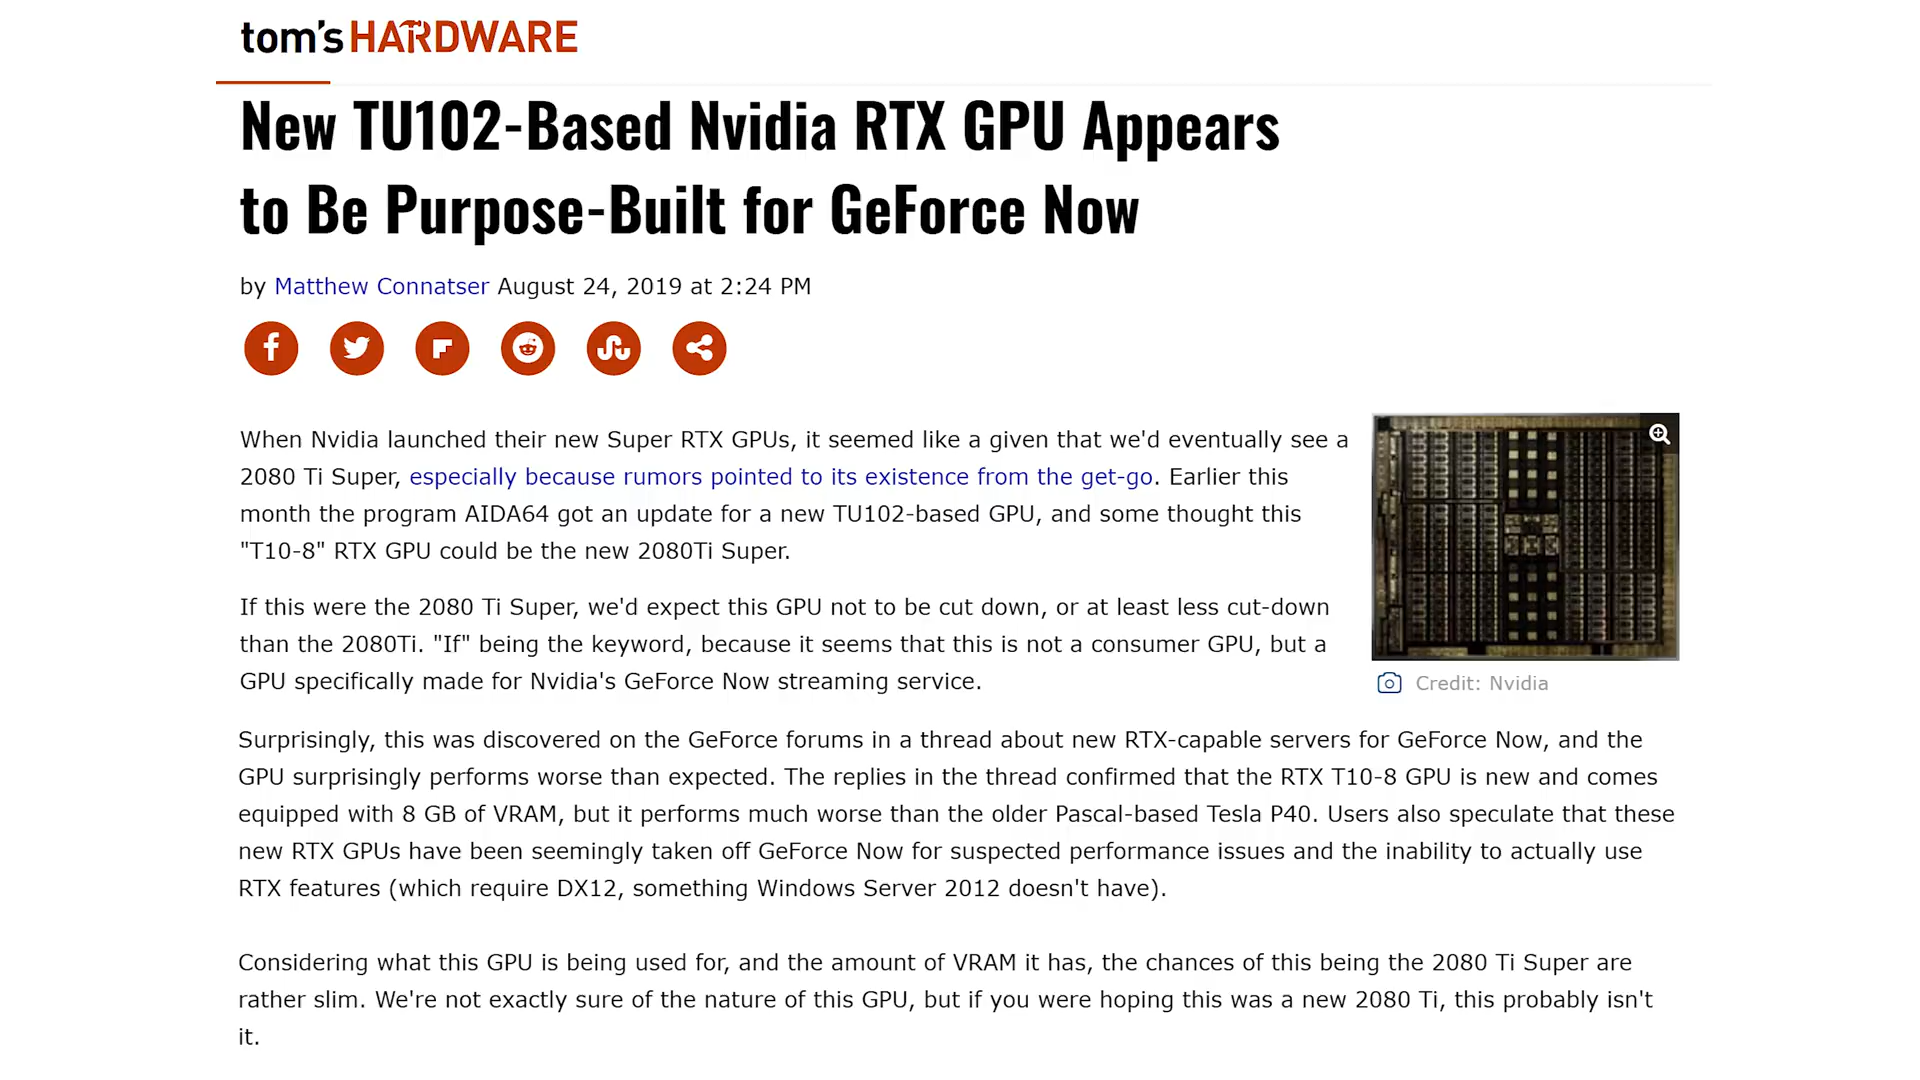 tom's HARDWARE
New TU102-Based Nvidia RTX GPU Appears
to Be Purpose-Built for GeForce Now
by Matthew Connatser August 24, 2019 at 2:24 PM
When Nvidia launched their new Super RTX GPUs, it seemed like a given that we'd eventually see a
2080 Ti Super, especially because rumors pointed to its existence from the get-go. Earlier this
month the program AIDA64 got an update for a new TU102-based GPU, and some thought this
"T10-8" RTX GPU could be the new 2080Ti Super.
If this were the 2080 Ti Super, we'd expect this GPU not to be cut down, or at least less cut-down
than the 2080Ti. "If" being the keyword, because it seems that this is not a consumer GPU, but a
GPU specifically made for Nvidia's GeForce Now streaming service.
Credit: Nvidia
Surprisingly, this was discovered on the GeForce forums in a thread about new RTX-capable servers for GeForce Now, and the
GPU surprisingly performs worse than expected. The replies in the thread confirmed that the RTX T10-8 GPU is new and comes
equipped with 8 GB of VRAM, but it performs much worse than the older Pascal-based Tesla P40. Users also speculate that these
new RTX GPUs have been seemingly taken off GeForce Now for suspected performance issues and the inability to actually use
RTX features (which require DX12, something Windows Server 2012 doesn't have).
Considering what this GPU is being used for, and the amount of VRAM it has, the chances of this being the 2080 Ti Super are
rather slim. We're not exactly sure of the nature of this GPU, but if you were hoping this was a new 2080 Ti, this probably isn't
it.